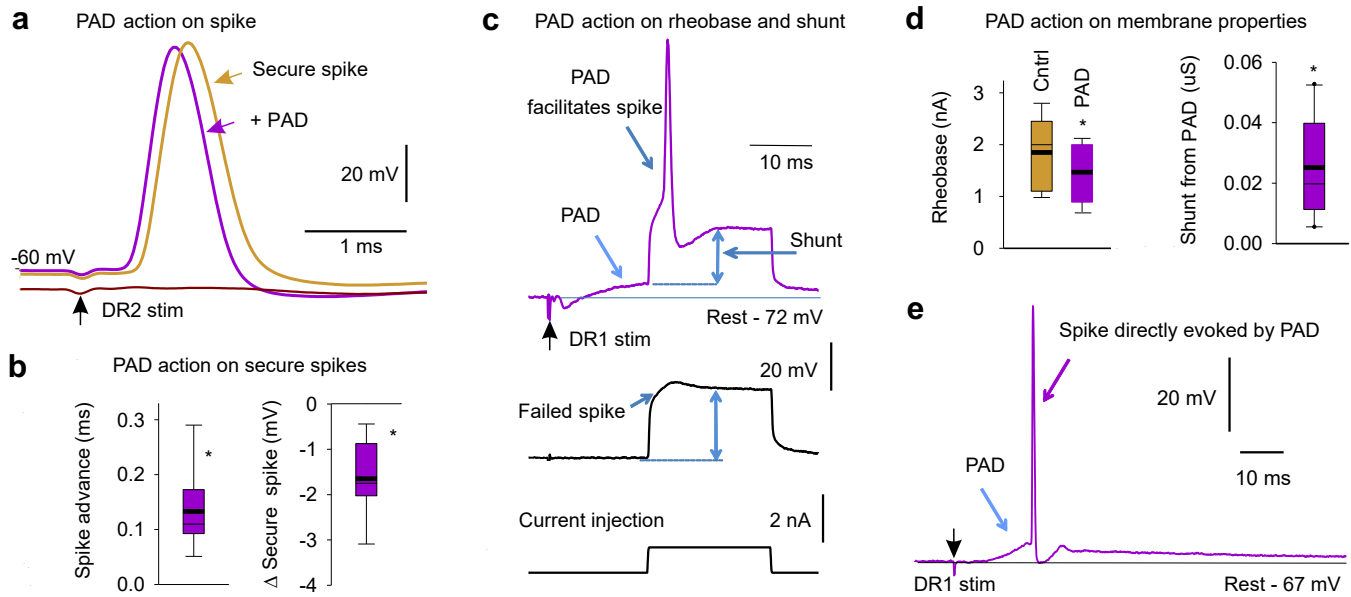 a
PAD action on spike
Secure spike
+ PAD
20 mV
1 ms
-60 mV
DR2 stim
b
PAD action on secure spikes
Spike advance (ms)
0.3
0.2
0.1
0.0
*
Δ Secure spike (mV)
0
-1
-2
-3
-4
*
c
PAD action on rheobase and shunt
PAD
facilitates spike
10 ms
PAD
Shunt
Rest - 72 mV
DR1 stim
20 mV
Failed spike
Current injection
2 nA
d
PAD action on membrane properties
Rheobase (nA)
3
2
1
0
Cntrl
PAD
*
Shunt from PAD (uS)
0.06
0.04
0.02
0.00
*
e
Spike directly evoked by PAD
20 mV
PAD
10 ms
DR1 stim
Rest - 67 mV